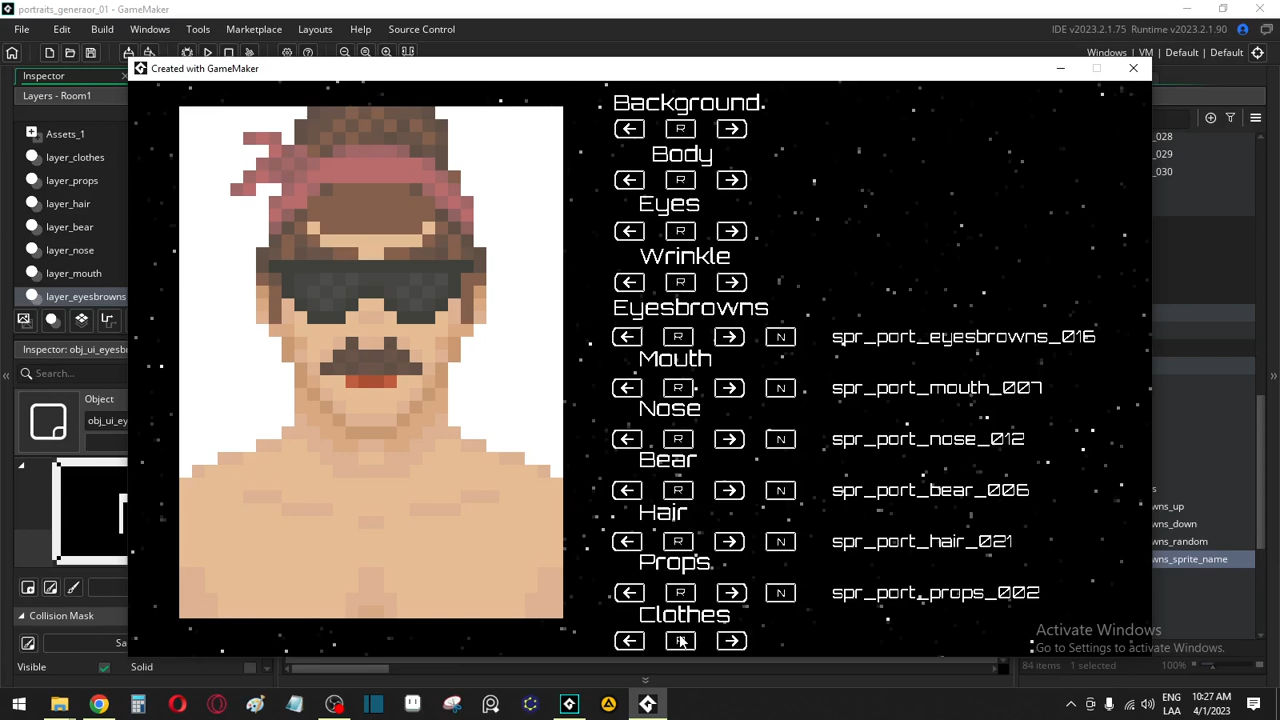 portraits_generaor_01 - GameMaker
File Edit Build Windows Tools Marketplace Layouts Source Control
IDE v2023.2.1.75 Runtime v2023.2.1.90
Windows | VM | Default | Default
Inspector
Layers - Room1
Assets_1
layer_clothes
layer_props
layer_hair
layer_bear
layer_nose
layer_mouth
layer_eyesbrowns
Inspector: obj_ui_eyesb
Search...
Object
obj_ui_ey
Collision Mask
Sa
Visible
Solid
Created with GameMaker
Background
R
Body
R
Eyes
R
Wrinkle
R
Eyesbrowns
R N spr_port_eyesbrowns_016
Mouth
R N spr_port_mouth_007
Nose
R N spr_port_nose_012
Bear
R N spr_port_bear_006
Hair
R N spr_port_hair_021
Props
R N spr_port_props_002
Clothes
R
_028
_029
_030
s
wns_up
wns_down
wns_random
wns_sprite_name
Activate Windows
Go to Settings to activate Windows.
84 items 1 selected 100%
ENG 10:27 AM
LAA 4/1/2023